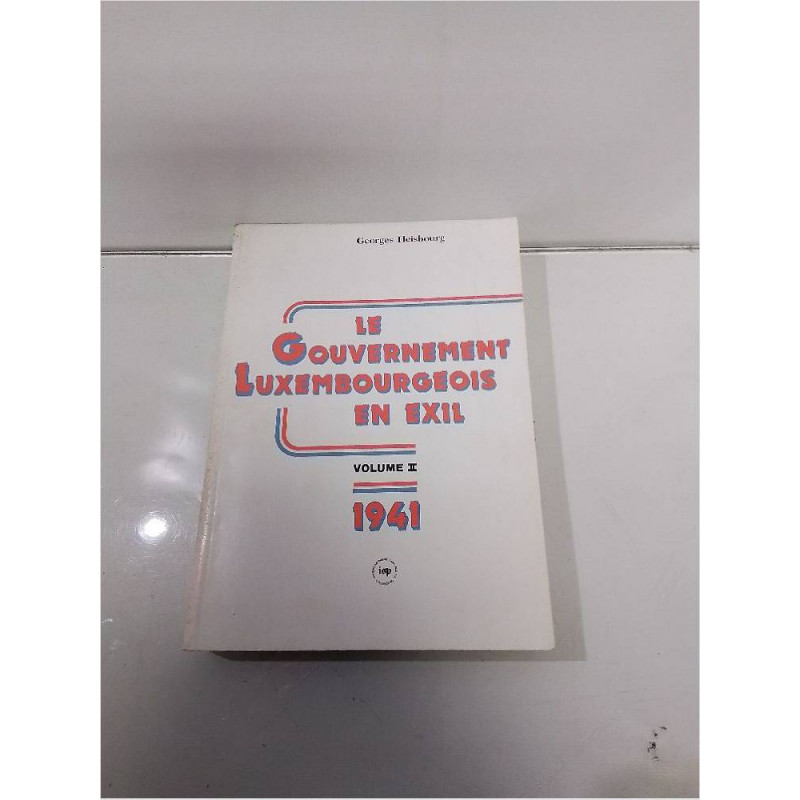 Georges Heisbourg
LE
GOUVERNEMENT
LUXEMBOURGEOIS
EN EXIL
VOLUME II
1941